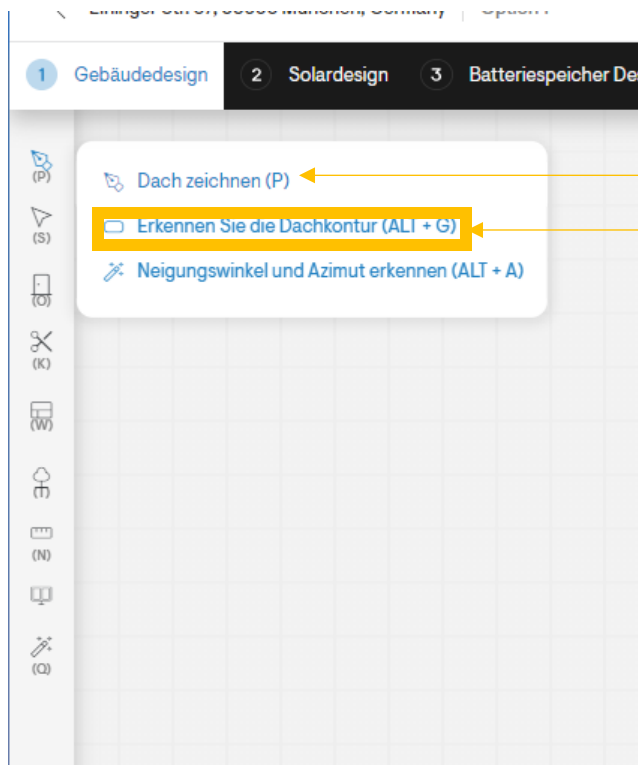 1 Gebäudedesign 2 Solardesign 3 Batteriespeicher De
(P)
Dach zeichnen (P)
Erkennen Sie die Dachkontur (ALT + G)
Neigungswinkel und Azimut erkennen (ALT + A)
(S)
(O)
(K)
(W)
(T)
(N)
(Q)